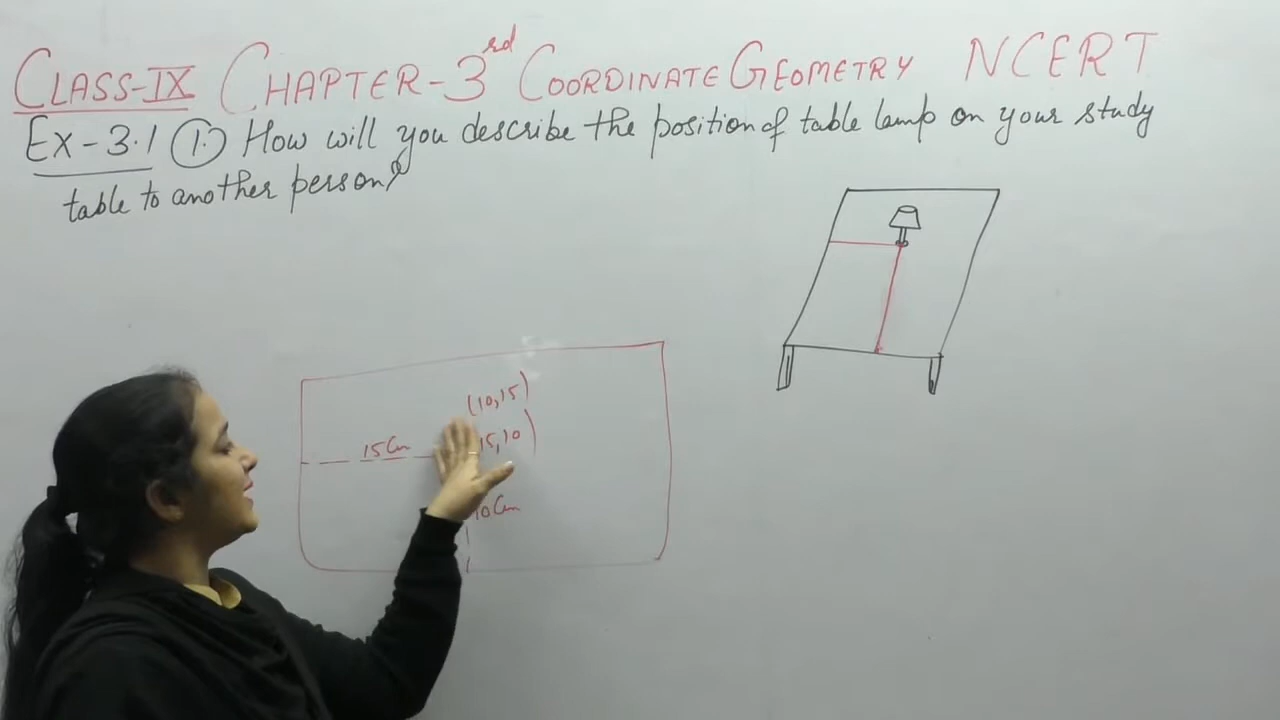 CLASS-IX CHAPTER-3rd COORDINATE GEOMETRY NCERT
Ex-3.1 1. How will you describe the position of table lamp on your study
table to another person?
(10,15)
15Cm 15,10)
10Cm